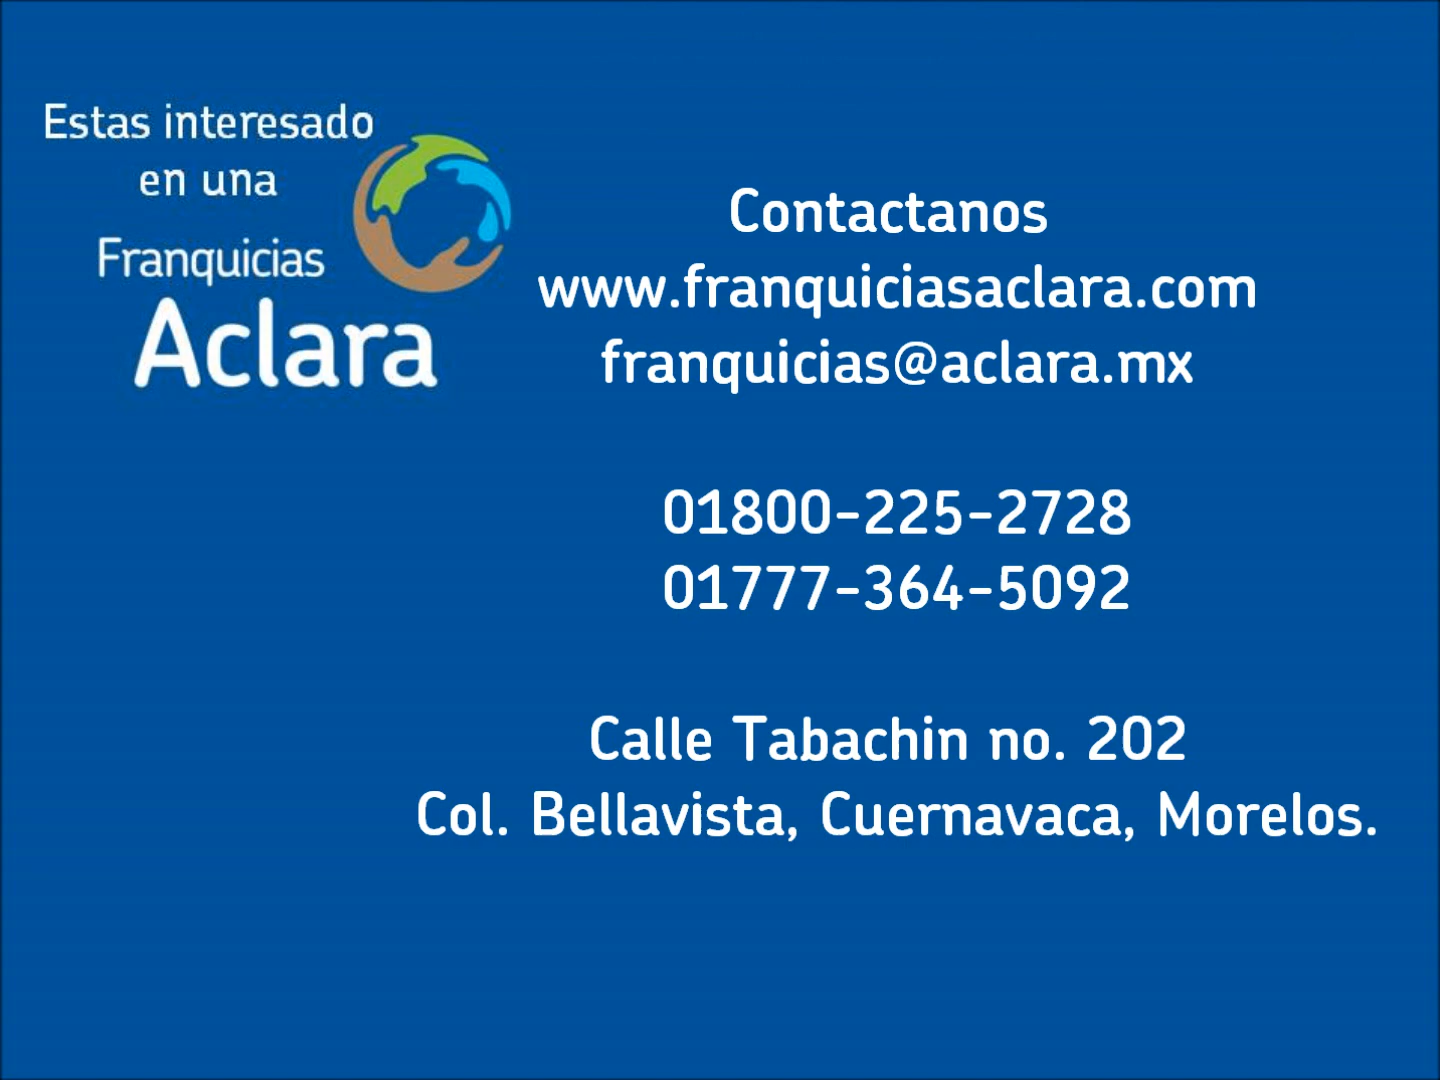 Estas interesado
en una
Franquicias
Aclara
Contactanos
www.franquiciasaclara.com
franquicias@aclara.mx
01800-225-2728
01777-364-5092
Calle Tabachin no. 202
Col. Bellavista, Cuernavaca, Morelos.